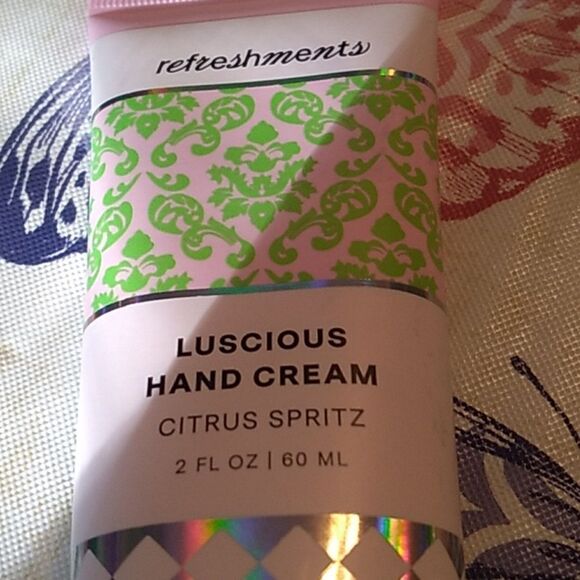 refreshments
LUSCIOUS
HAND CREAM
CITRUS SPRITZ
2 FL OZ | 60 ML